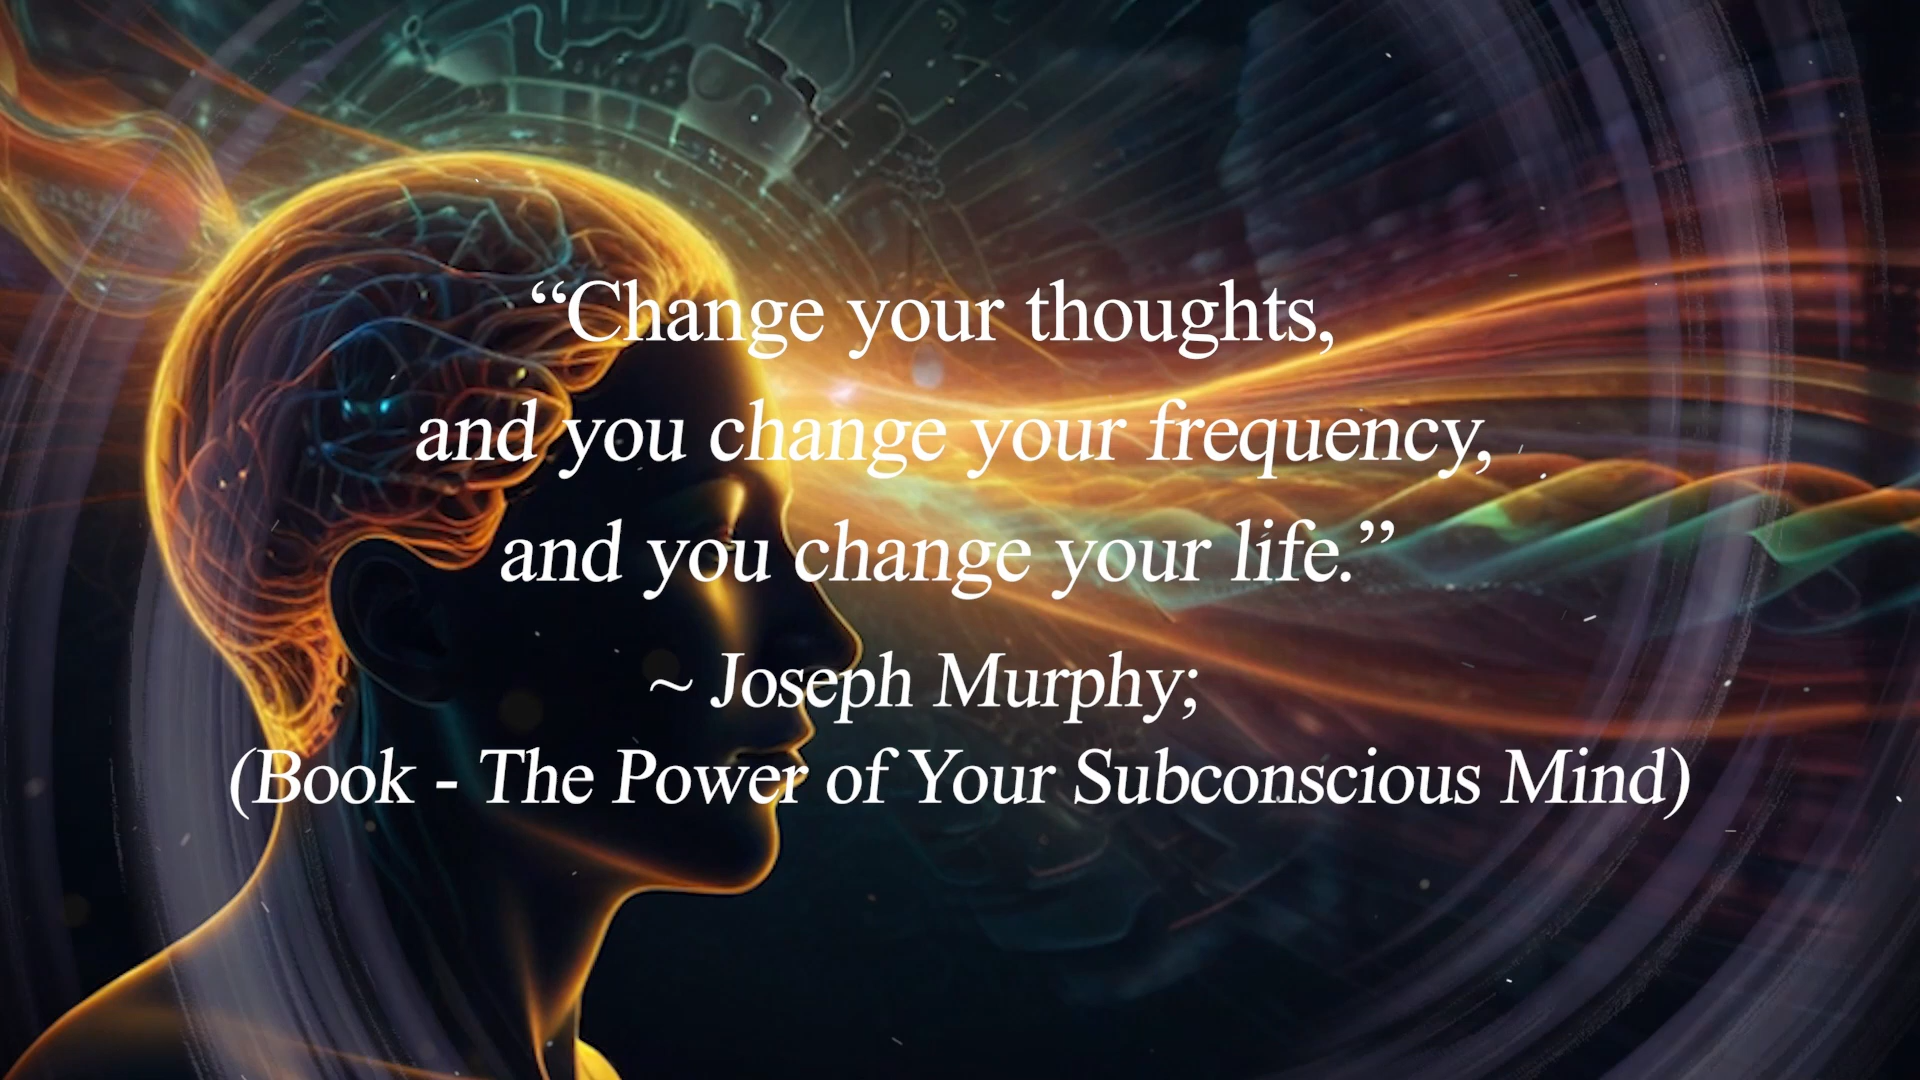 “Change your thoughts,
and you change your frequency,
and you change your life.”
~ Joseph Murphy;
(Book - The Power of Your Subconscious Mind)